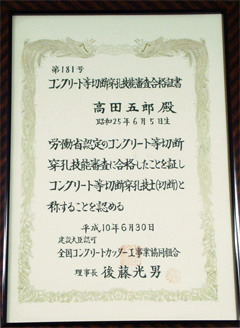 第181号
コンクリート等切断穿孔技能審査合格証書
高田五郎 殿
昭和25年6月5日生
労働省認定のコンクリート等切断
穿孔技能審査に合格したことを証し
コンクリート等切断穿孔技士(切断)と
称することを認める
平成10年6月30日
建設大臣認可
全国コンクリートカッター工事業協同組合
理事長 後藤光男